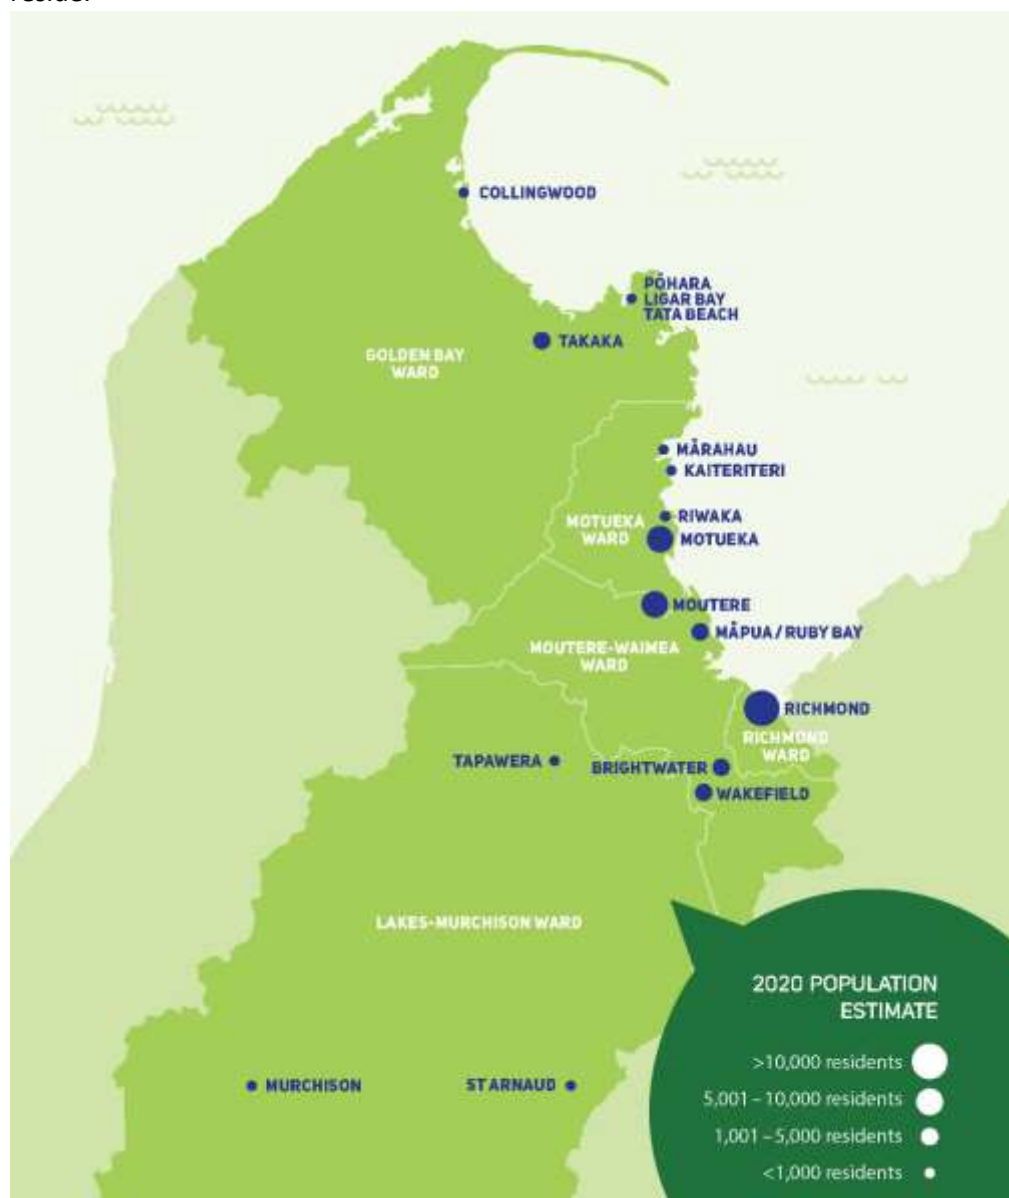 COLLINGWOOD
PŌHARA
LIGAR BAY
TATA BEACH
TAKAKA
GOLDEN BAY
WARD
MĀRAHAU
KAITERITERI
RIWAKA
MOTUEKA
WARD
MOTUEKA
MOUTERE
MĀPUA / RUBY BAY
MOUTERE-WAIMEA
WARD
RICHMOND
RICHMOND
WARD
TAPAWERA
BRIGHTWATER
WAKEFIELD
LAKES-MURCHISON WARD
2020 POPULATION
ESTIMATE
>10,000 residents
5,001 – 10,000 residents
1,001 – 5,000 residents
<1,000 residents
MURCHISON
ST ARNAUD